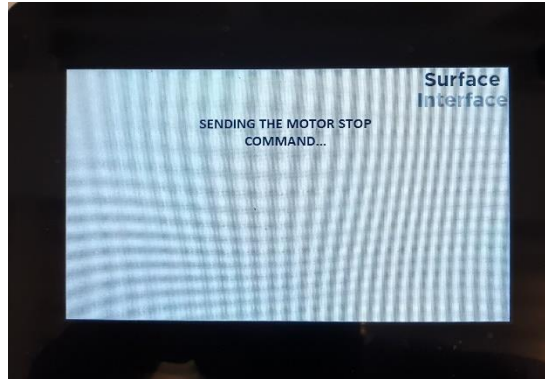 Surface
Interface
SENDING THE MOTOR STOP
COMMAND...